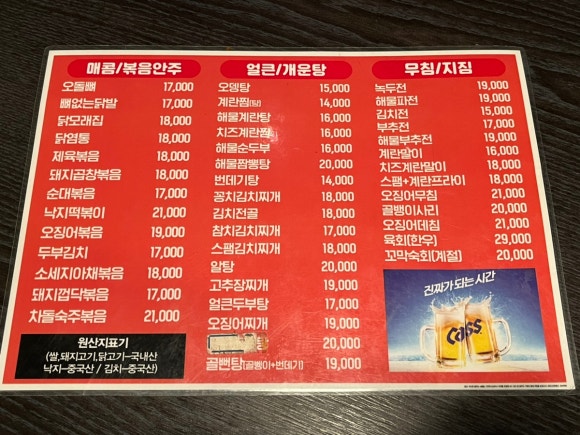 매콤/볶음안주
오돌뼈 17,000
뼈없는닭발 17,000
닭모래집 18,000
닭염통 18,000
제육볶음 18,000
돼지곱창볶음 18,000
순대볶음 17,000
낙지떡볶이 21,000
오징어볶음 19,000
두부김치 17,000
소세지야채볶음 18,000
돼지껍닥볶음 17,000
차돌숙주볶음 21,000
원산지표기
(쌀,돼지고기,닭고기-국내산
낙지-중국산 / 김치-중국산)
얼큰/개운탕
오뎅탕 15,000
계란찜(탕) 14,000
해물계란탕 16,000
치즈계란찜 16,000
해물순두부 16,000
해물짬뽕탕 20,000
번데기탕 14,000
꽁치김치찌개 18,000
김치전골 18,000
참치김치찌개 17,000
스팸김치찌개 18,000
알탕 20,000
고추장찌개 19,000
얼큰두부탕 17,000
오징어찌개 19,000
20,000
골뻔탕(골뱅이+번데기) 19,000
무침/지짐
녹두전 19,000
해물파전 19,000
김치전 15,000
부추전 17,000
해물부추전 19,000
계란말이 17,000
치즈계란말이 18,000
스팸+계란프라이 18,000
오징어무침 21,000
골뱅이사리 20,000
오징어데침 21,000
육회(한우) 29,000
꼬막숙회(계절) 20,000
진짜가 되는 시간
Cass